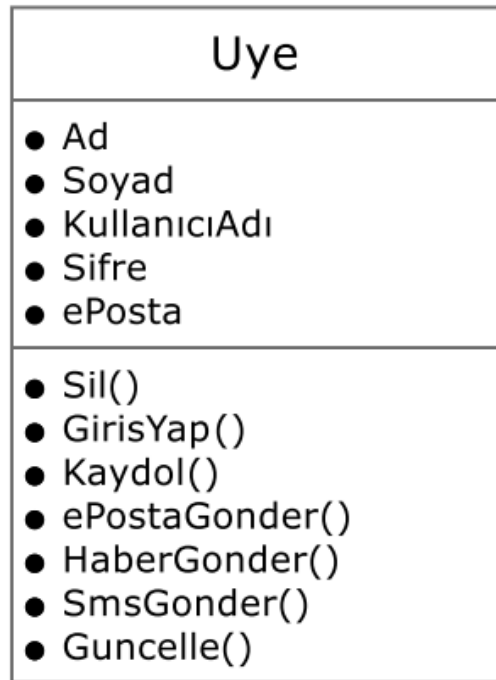 Uye
● Ad
● Soyad
● KullanıcıAdı
● Sifre
● ePosta
● Sil()
● GirisYap()
● Kaydol()
● ePostaGonder()
● HaberGonder()
● SmsGonder()
● Guncelle()